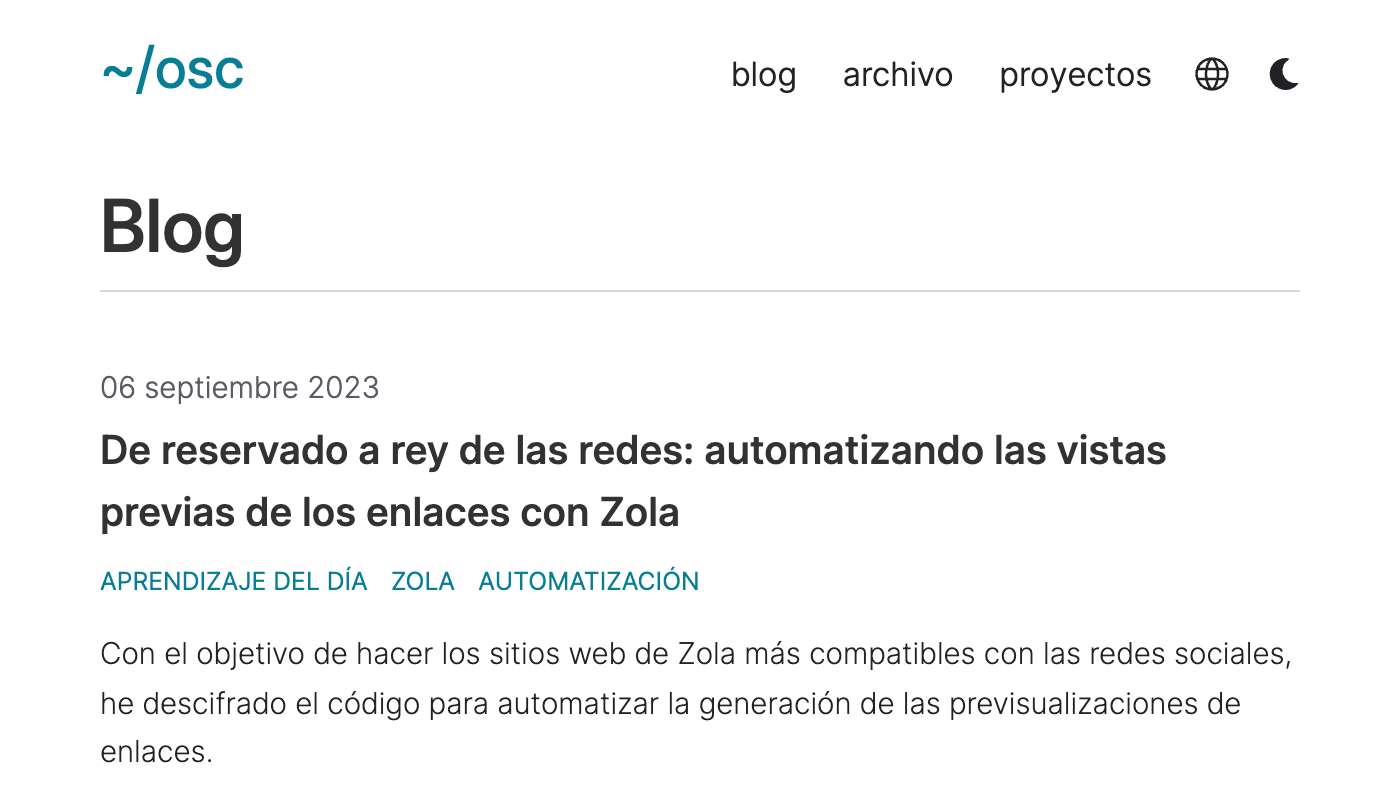 ~/osc
blog archivo proyectos
Blog
06 septiembre 2023
De reservado a rey de las redes: automatizando las vistas
previas de los enlaces con Zola
APRENDIZAJE DEL DÍA ZOLA AUTOMATIZACIÓN
Con el objetivo de hacer los sitios web de Zola más compatibles con las redes sociales,
he descifrado el código para automatizar la generación de las previsualizaciones de
enlaces.